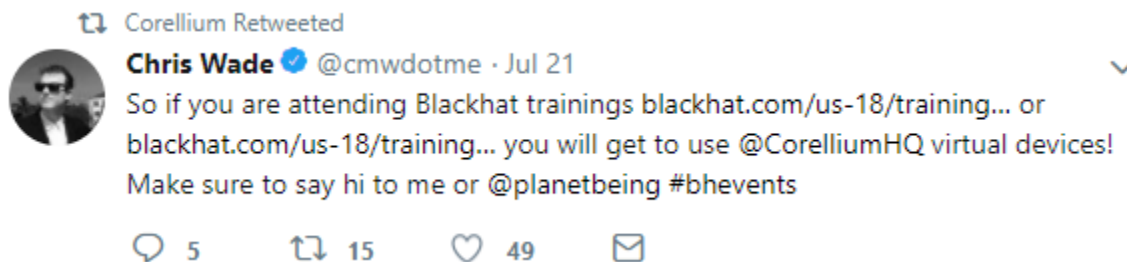 Corellium Retweeted
Chris Wade @cmwdotme · Jul 21
So if you are attending Blackhat trainings blackhat.com/us-18/training... or
blackhat.com/us-18/training... you will get to use @CorelliumHQ virtual devices!
Make sure to say hi to me or @planetbeing #bhevents
5 15 49